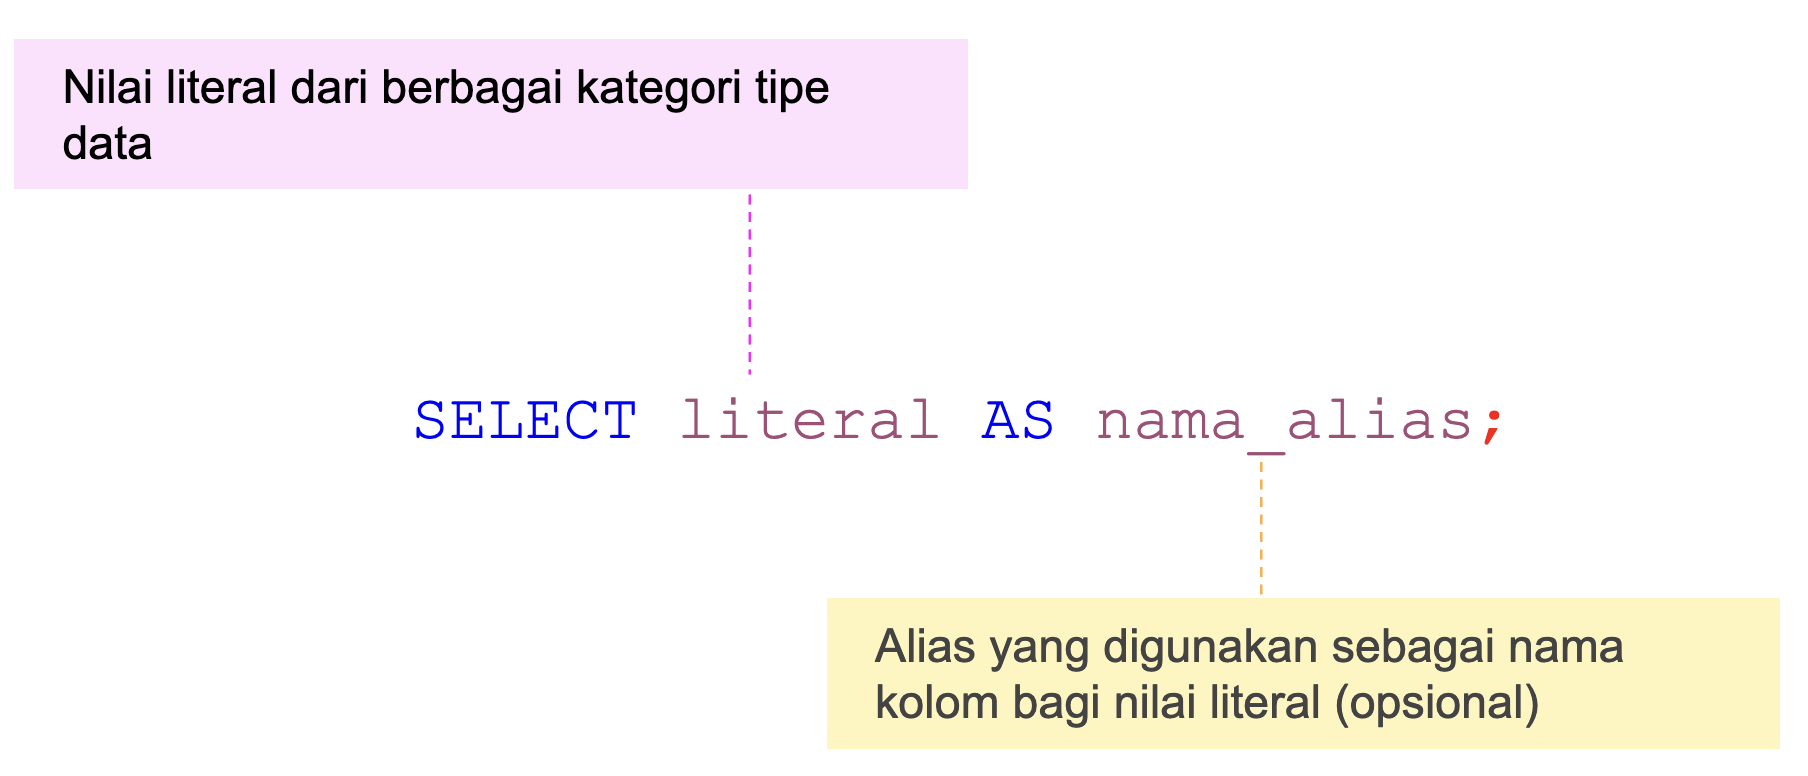 Nilai literal dari berbagai kategori tipe
data
SELECT literal AS nama_alias;
Alias yang digunakan sebagai nama
kolom bagi nilai literal (opsional)